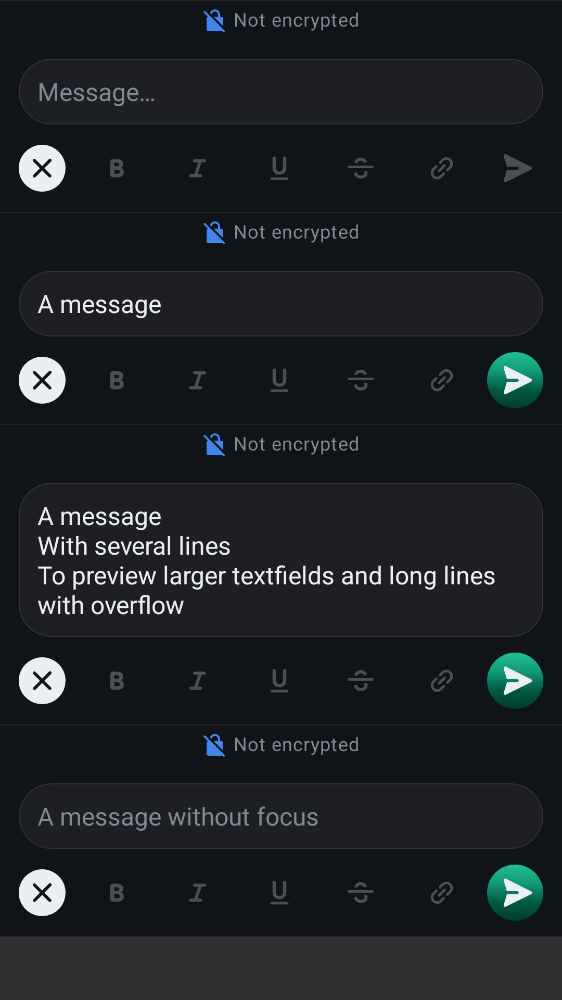 Not encrypted
Message…
B I U S
Not encrypted
A message
B I U S
Not encrypted
A message
With several lines
To preview larger textfields and long lines
with overflow
B I U S
Not encrypted
A message without focus
B I U S